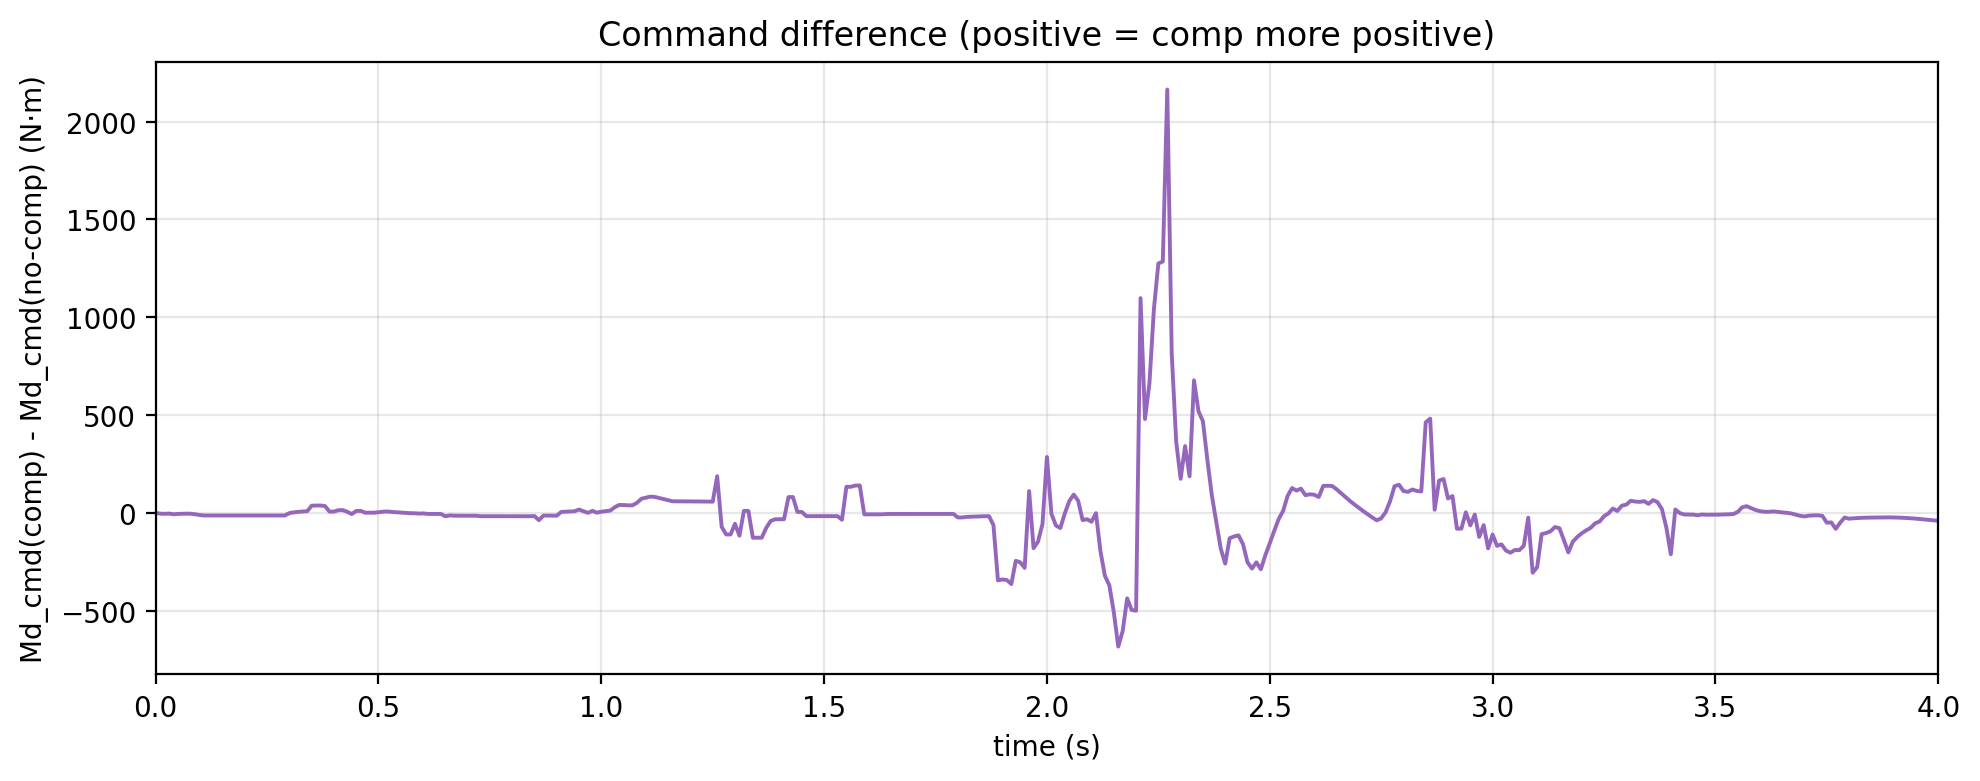 Command difference (positive = comp more positive)
Md_cmd(comp) - Md_cmd(no-comp) (N·m)
2000
1500
1000
500
0
−500
0.0 0.5 1.0 1.5 2.0 2.5 3.0 3.5 4.0
time (s)